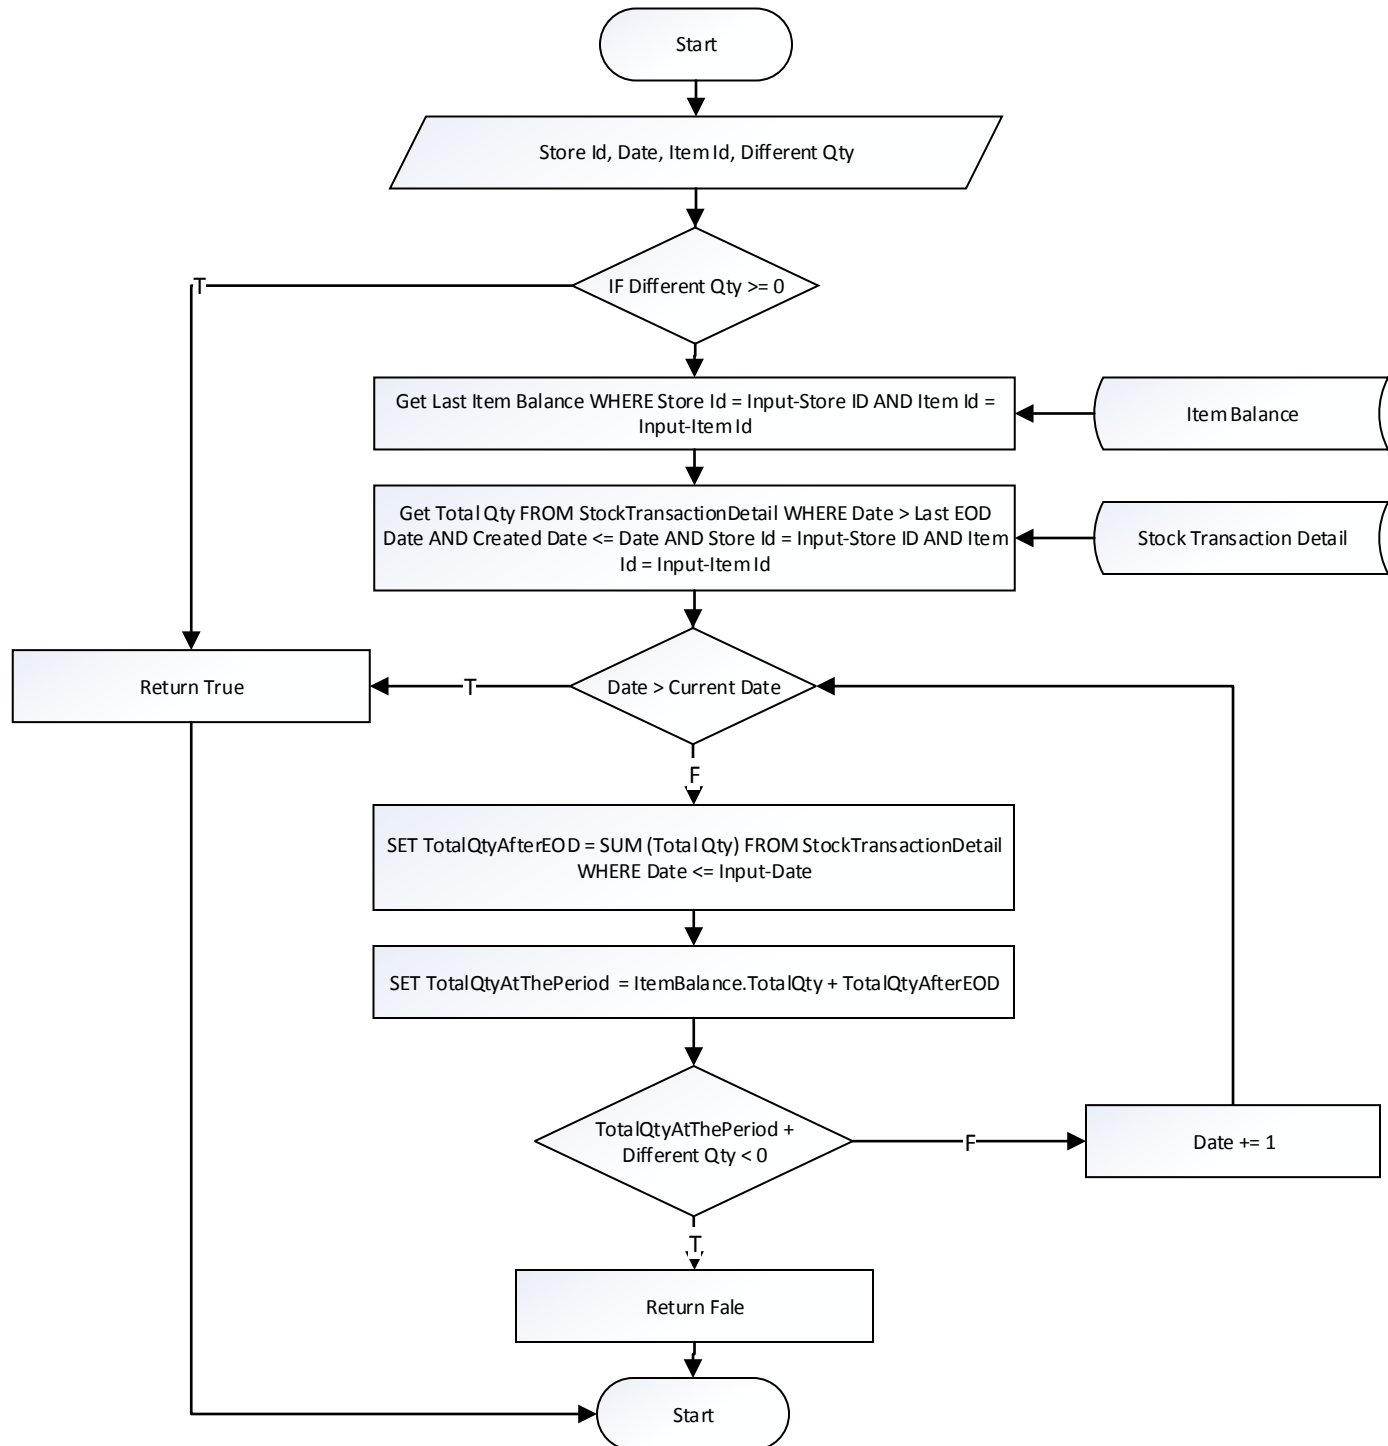 Start
Store Id, Date, Item Id, Different Qty
IF Different Qty >= 0
T
Get Last Item Balance WHERE Store Id = Input-Store ID AND Item Id =
Input-Item Id
Item Balance
Get Total Qty FROM StockTransactionDetail WHERE Date > Last EOD
Date AND Created Date <= Date AND Store Id = Input-Store ID AND Item
Id = Input-Item Id
Stock Transaction Detail
Return True
T
Date > Current Date
F
SET TotalQtyAfterEOD = SUM (Total Qty) FROM StockTransactionDetail
WHERE Date <= Input-Date
SET TotalQtyAtThePeriod = ItemBalance.TotalQty + TotalQtyAfterEOD
TotalQtyAtThePeriod +
Different Qty < 0
F
Date += 1
T
Return Fale
Start